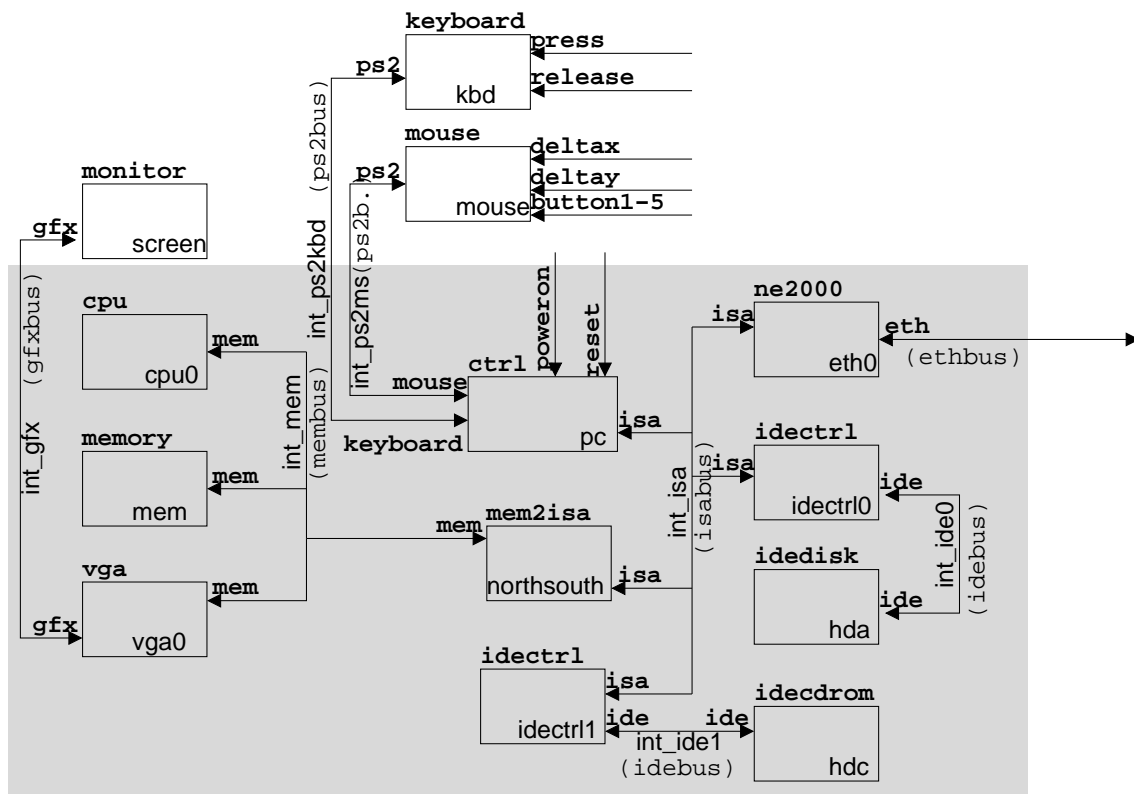 keyboard
press
ps2
release
kbd
(ps2bus)
int_ps2kbd
mouse
deltax
ps2
deltay
button1-5
mouse
int_ps2ms(ps2b.)
monitor
gfx
screen
(gfxbus)
int_gfx
poweron
reset
cpu
mem
cpu0
int_mem
(membus)
ctrl
mouse
isa
keyboard
pc
ne2000
isa
eth
(ethbus)
eth0
memory
mem
mem
idectrl
isa
ide
idectrl0
int_isa
(isabus)
int_ide0
(idebus)
mem2isa
mem
northsouth
isa
idedisk
ide
hda
vga
mem
gfx
vga0
idectrl
isa
ide
idectrl1
int_ide1
(idebus)
idecdrom
ide
hdc